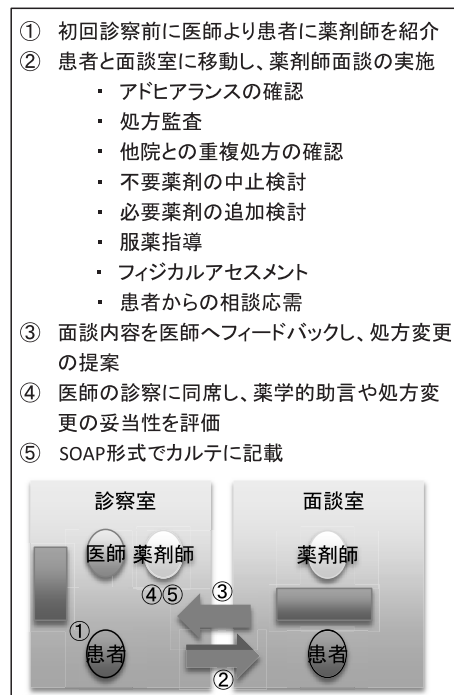 ① 初回診察前に医師より患者に薬剤師を紹介
② 患者と面談室に移動し、薬剤師面談の実施
・ アドヒアランスの確認
・ 処方監査
・ 他院との重複処方の確認
・ 不要薬剤の中止検討
・ 必要薬剤の追加検討
・ 服薬指導
・ フィジカルアセスメント
・ 患者からの相談応需
③ 面談内容を医師へフィードバックし、処方変更
の提案
④ 医師の診察に同席し、薬学的助言や処方変
更の妥当性を評価
⑤ SOAP形式でカルテに記載
診察室
面談室
医師 薬剤師
薬剤師
④⑤
③
①
患者
患者
②